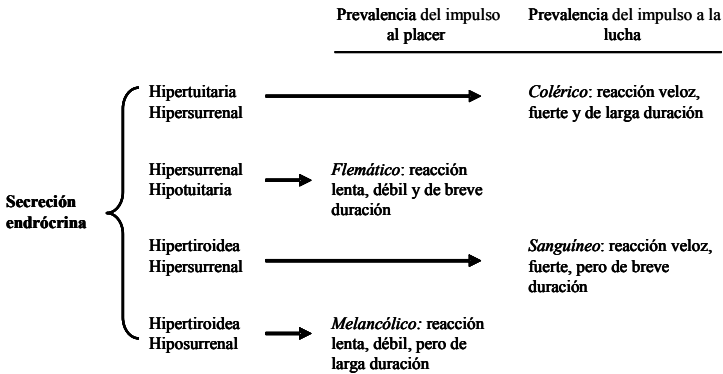 Prevalencia del impulso
al placer
Prevalencia del impulso a la
lucha
Secreción
endrócrina
Hipertuitaria
Hipersurrenal
Colérico: reacción veloz,
fuerte y de larga duración
Hipersurrenal
Hipotuitaria
Flemático: reacción
lenta, débil y de breve
duración
Hipertiroidea
Hipersurrenal
Sanguíneo: reacción veloz,
fuerte, pero de breve
duración
Hipertiroidea
Hiposurrenal
Melancólico: reacción
lenta, débil, pero de
larga duración